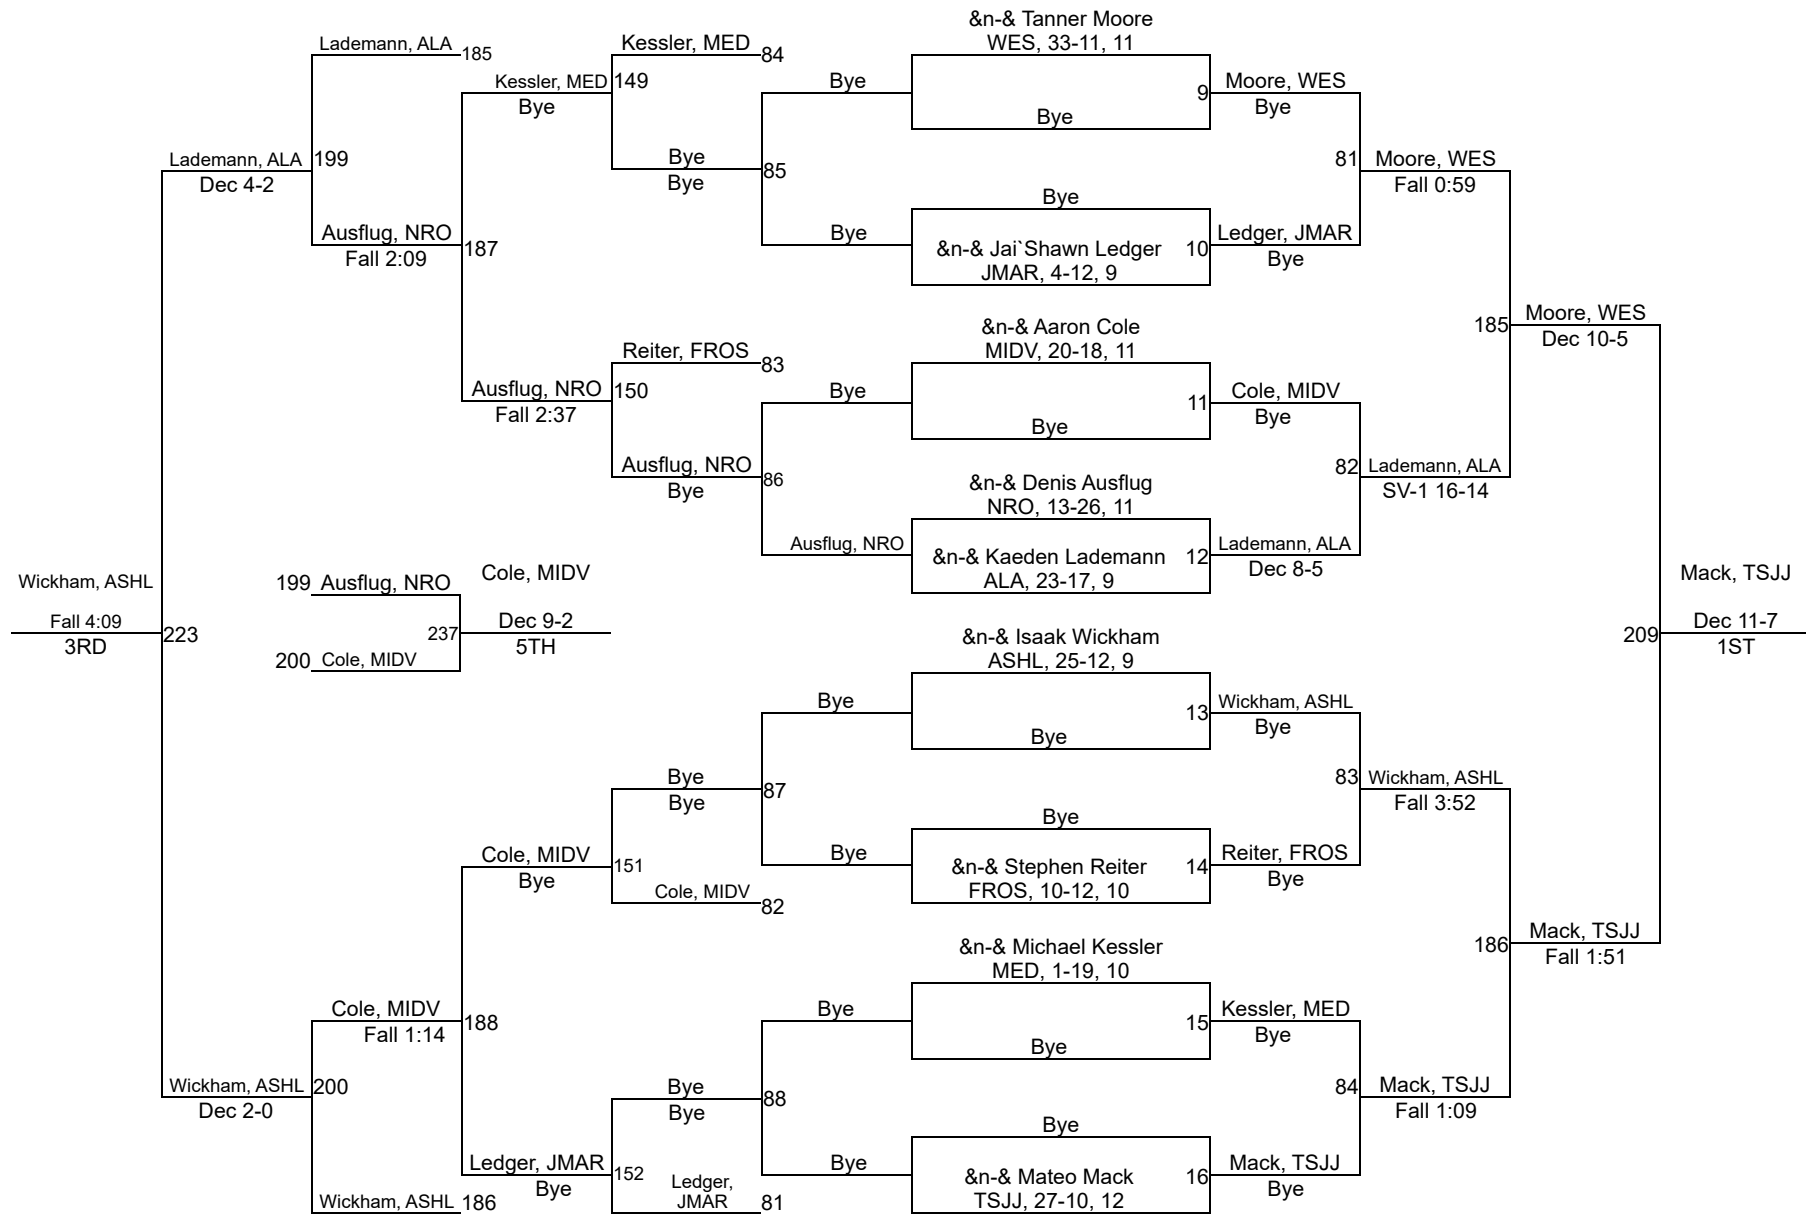 &n-& Tanner Moore
WES, 33-11, 11
Lademann, ALA
185
Kessler, MED
84
Kessler, MED
149
Bye
Bye
9
Moore, WES
Bye
Bye
Bye
Lademann, ALA
199
Dec 4-2
Bye
85
Bye
81
Moore, WES
Fall 0:59
Bye
Ausflug, NRO
187
Fall 2:09
Bye
&n-& Jai`Shawn Ledger
JMAR, 4-12, 9
10
Ledger, JMAR
Bye
&n-& Aaron Cole
MIDV, 20-18, 11
185
Moore, WES
Dec 10-5
Reiter, FROS
83
Ausflug, NRO
150
Fall 2:37
Bye
11
Cole, MIDV
Bye
Bye
Ausflug, NRO
86
Bye
82
Lademann, ALA
SV-1 16-14
&n-& Denis Ausflug
NRO, 13-26, 11
Ausflug, NRO
&n-& Kaeden Lademann
ALA, 23-17, 9
12
Lademann, ALA
Dec 8-5
Wickham, ASHL
Fall 4:09
3RD
223
199
Ausflug, NRO
237
200
Cole, MIDV
Cole, MIDV
Dec 9-2
5TH
Mack, TSJJ
209
Dec 11-7
1ST
&n-& Isaak Wickham
ASHL, 25-12, 9
Bye
13
Wickham, ASHL
Bye
Bye
Bye
87
Bye
83
Wickham, ASHL
Fall 3:52
Bye
Cole, MIDV
151
Bye
Bye
&n-& Stephen Reiter
FROS, 10-12, 10
14
Reiter, FROS
Bye
Cole, MIDV
82
&n-& Michael Kessler
MED, 1-19, 10
186
Mack, TSJJ
Fall 1:51
Cole, MIDV
188
Fall 1:14
Bye
15
Kessler, MED
Bye
Bye
Wickham, ASHL
200
Dec 2-0
Bye
88
Bye
84
Mack, TSJJ
Fall 1:09
Bye
Ledger, JMAR
152
Bye
Bye
&n-& Mateo Mack
TSJJ, 27-10, 12
16
Mack, TSJJ
Bye
Wickham, ASHL
186
Ledger,
JMAR
81